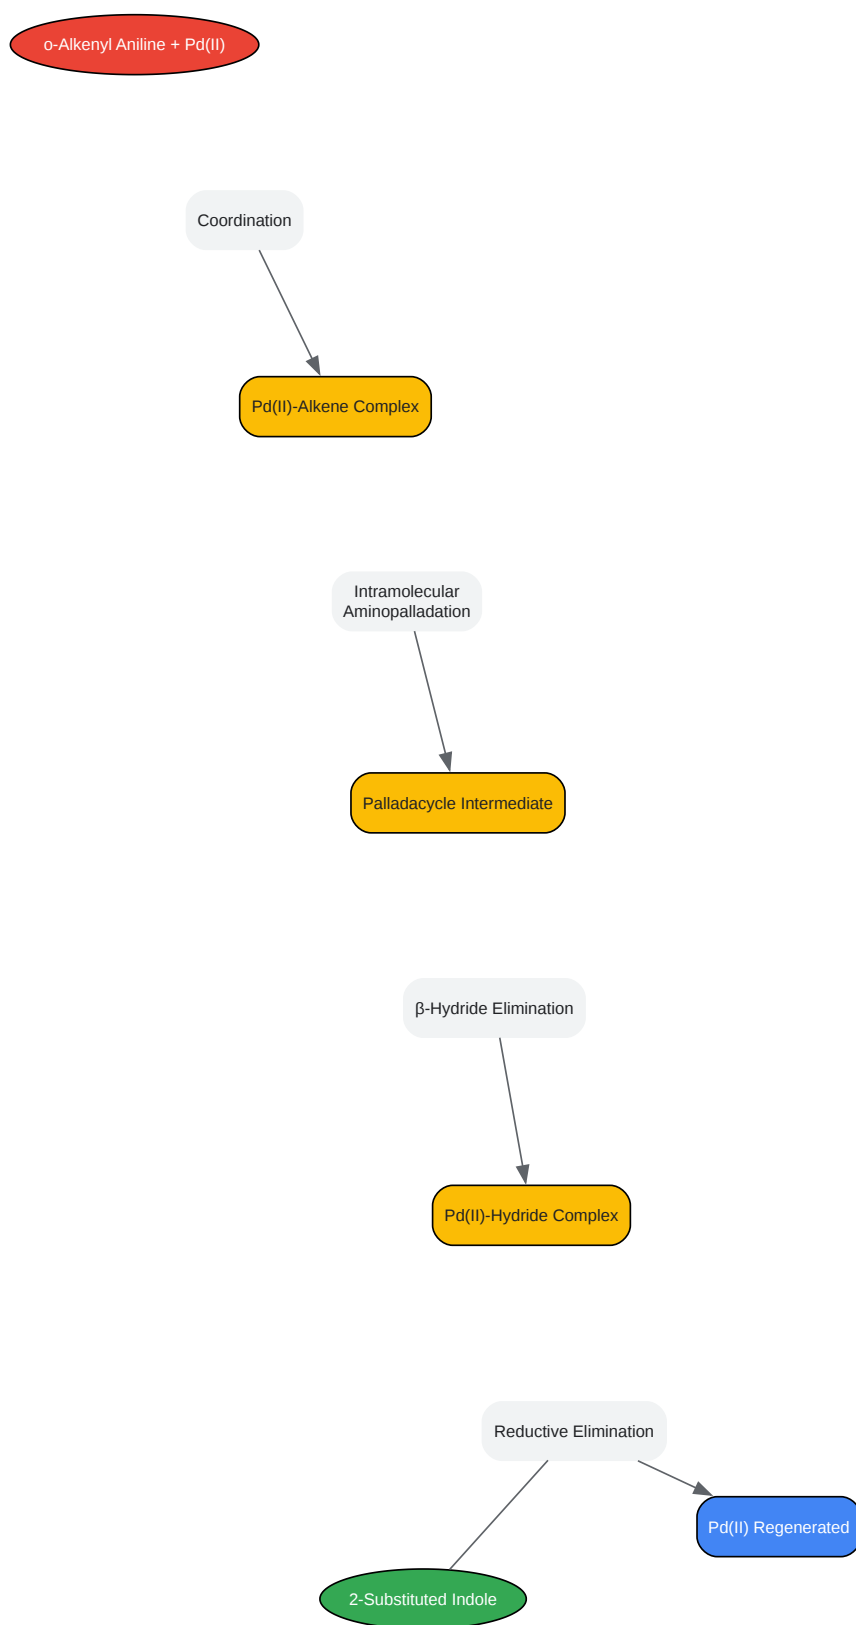 o-Alkenyl Aniline + Pd(II)
Coordination
Pd(II)-Alkene Complex
Intramolecular
Aminopalladation
Palladacycle Intermediate
β-Hydride Elimination
Pd(II)-Hydride Complex
Reductive Elimination
Pd(II) Regenerated
2-Substituted Indole